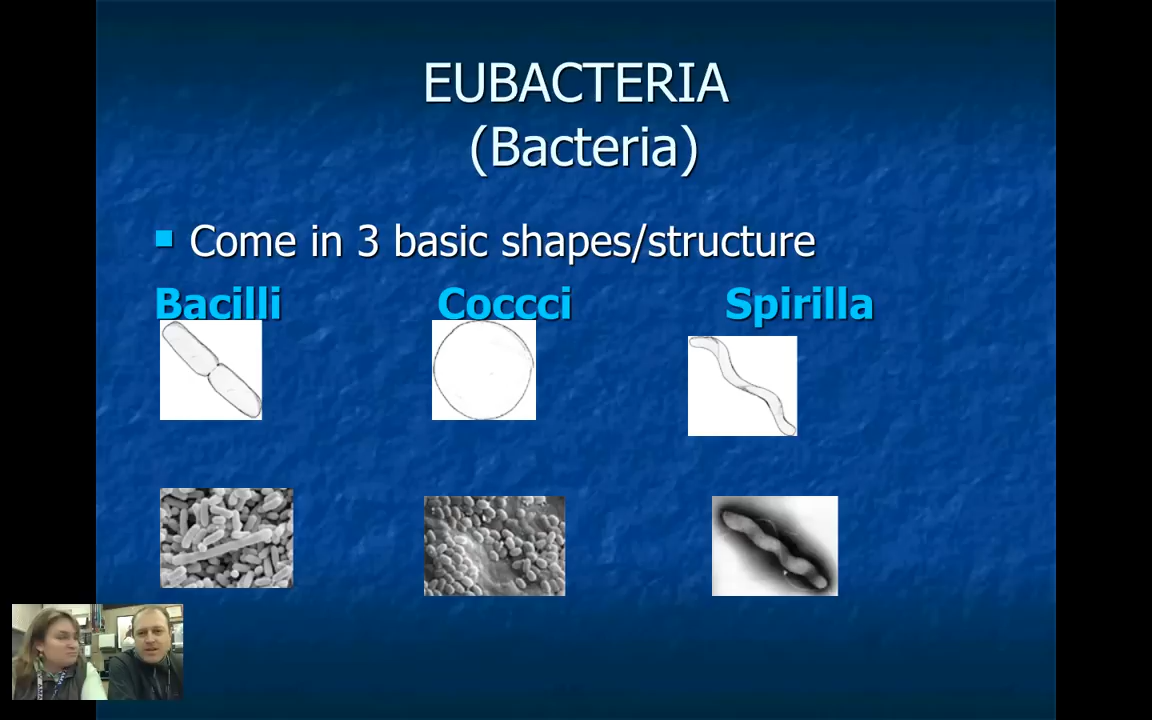 EUBACTERIA
(Bacteria)
Come in 3 basic shapes/structure
Bacilli Coccci Spirilla